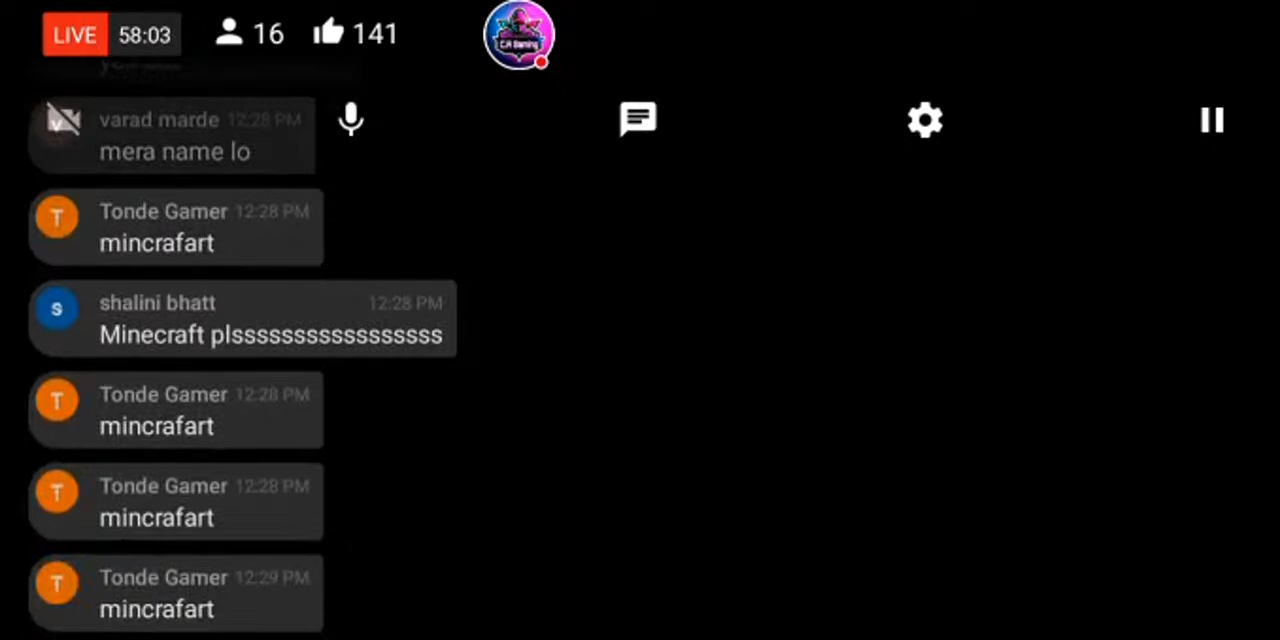 LIVE 58:03 16 141
varad marde 12:28 PM
mera name lo
T Tonde Gamer 12:28 PM
mincrafart
s shalini bhatt 12:28 PM
Minecraft plsssssssssssssssss
T Tonde Gamer 12:28 PM
mincrafart
T Tonde Gamer 12:28 PM
mincrafart
T Tonde Gamer 12:29 PM
mincrafart